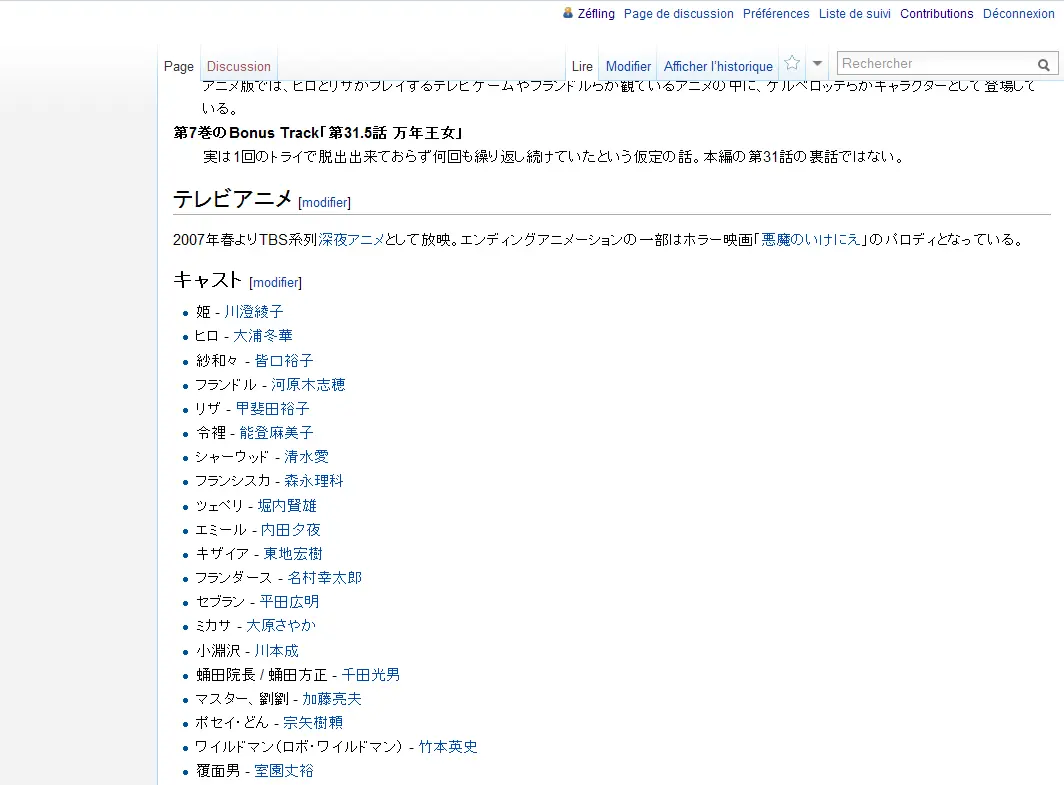 Zéfling Page de discussion Préférences Liste de suivi Contributions Déconnexion
Page Discussion Lire Modifier Afficher l'historique Rechercher
アニメ版では、ヒロとリザがプレイするテレビゲームやフランドルらが観ているアニメの中に、ケルベロッテらがキャラクターとして登場して
いる。
第7巻のBonus Track「第31.5話 万年王女」
実は1回のトライで脱出出来ておらず何回も繰り返し続けていたという仮定の話。本編の第31話の裏話ではない。
テレビアニメ [modifier]
2007年春よりTBS系列深夜アニメとして放映。エンディングアニメーションの一部はホラー映画「悪魔のいけにえ」のパロディとなっている。
キャスト [modifier]
姫 - 川澄綾子
ヒロ - 大浦冬華
紗和々 - 皆口裕子
フランドル - 河原木志穂
リザ - 甲斐田裕子
令裡 - 能登麻美子
シャーウッド - 清水愛
フランシスカ - 森永理科
ツェペリ - 堀内賢雄
エミール - 内田夕夜
キザイア - 東地宏樹
フランダース - 名村幸太郎
セブラン - 平田広明
ミカサ - 大原さやか
小淵沢 - 川本成
蛹田院長 / 蛹田方正 - 千田光男
マスター、劉劉 - 加藤亮夫
ポセイ・どん - 宗矢樹頼
ワイルドマン（ロボ・ワイルドマン） - 竹本英史
覆面男 - 室園丈裕